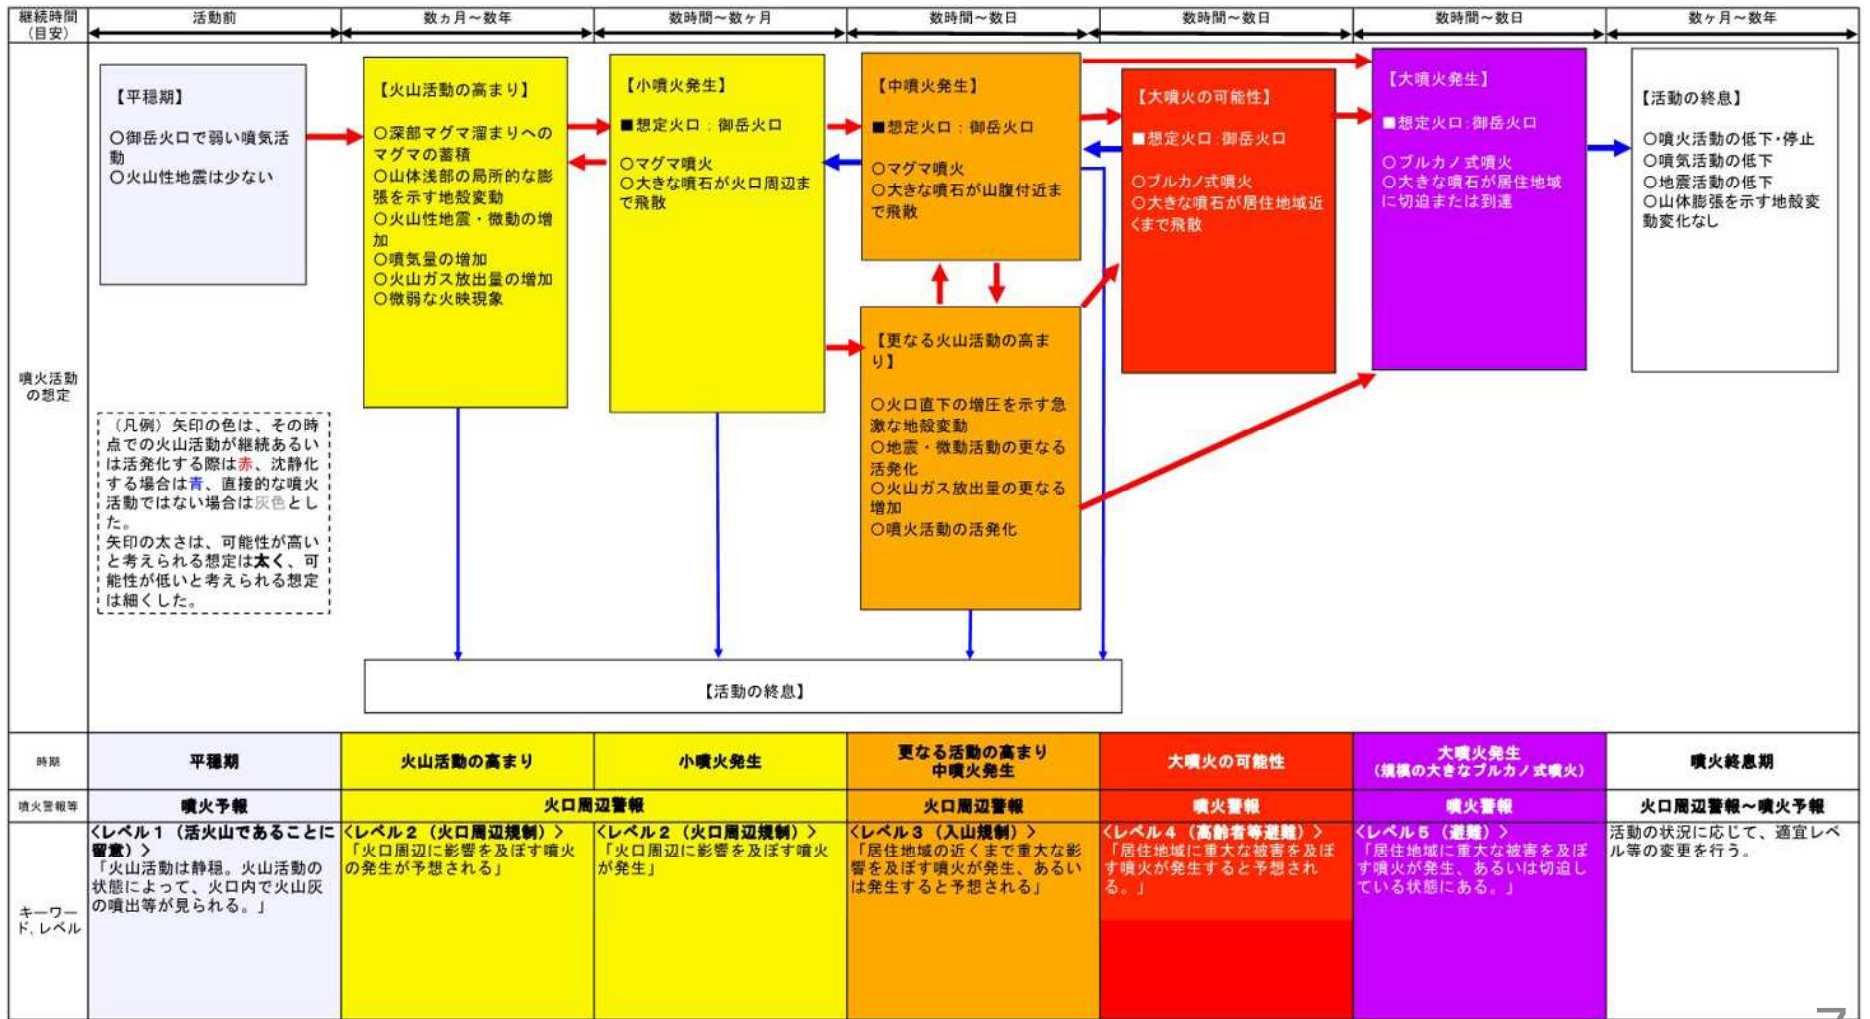 継続時間
（目安）
活動前
数ヵ月～数年
数時間～数ヶ月
数時間～数日
数時間～数日
数時間～数日
数ヶ月～数年
噴火活動
の想定
【平穏期】
○御岳火口で弱い噴気活
動
○火山性地震は少ない
（凡例）矢印の色は、その時
点での火山活動が継続あるい
は活発化する際は赤、沈静化
する場合は青、直接的な噴火
活動ではない場合は灰色とし
た。
矢印の太さは、可能性が高い
と考えられる想定は太く、可
能性が低いと考えられる想定
は細くした。
【火山活動の高まり】
○深部マグマ溜まりへの
マグマの蓄積
○山体浅部の局所的な膨
張を示す地殻変動
○火山性地震・微動の増
加
○噴気量の増加
○火山ガス放出量の増加
○微弱な火映現象
【小噴火発生】
■想定火口：御岳火口
○マグマ噴火
○大きな噴石が火口周辺ま
で飛散
【中噴火発生】
■想定火口：御岳火口
○マグマ噴火
○大きな噴石が山腹付近ま
で飛散
【更なる火山活動の高ま
り】
○火口直下の増圧を示す急
激な地殻変動
○地震・微動活動の更なる
活発化
○火山ガス放出量の更なる
増加
○噴火活動の活発化
【大噴火の可能性】
■想定火口:御岳火口
○ブルカノ式噴火
○大きな噴石が居住地域近
くまで飛散
【大噴火発生】
■想定火口:御岳火口
○ブルカノ式噴火
○大きな噴石が居住地域
に切迫または到達
【活動の終息】
○噴火活動の低下・停止
○噴気活動の低下
○地震活動の低下
○山体膨張を示す地殻変
動変化なし
【活動の終息】
時期
平穏期
火山活動の高まり
小噴火発生
更なる活動の高まり
中噴火発生
大噴火の可能性
大噴火発生
（規模の大きなブルカノ式噴火）
噴火終息期
噴火警報等
噴火予報
火口周辺警報
火口周辺警報
噴火警報
噴火警報
火口周辺警報～噴火予報
キーワー
ド,レベル
＜レベル１（活火山であることに
留意）＞
「火山活動は静穏。火山活動の
状態によって、火口内で火山灰
の噴出等が見られる。」
＜レベル２（火口周辺規制）＞
「火口周辺に影響を及ぼす噴火
の発生が予想される」
＜レベル２（火口周辺規制）＞
「火口周辺に影響を及ぼす噴火
が発生」
＜レベル３（入山規制）＞
「居住地域の近くまで重大な影
響を及ぼす噴火が発生、あるい
は発生すると予想される」
＜レベル４（高齢者等避難）＞
「居住地域に重大な被害を及ぼ
す噴火が発生すると予想され
る。」
＜レベル５（避難）＞
「居住地域に重大な被害を及ぼ
す噴火が発生、あるいは切迫し
ている状態にある。」
活動の状況に応じて、適宜レベ
ル等の変更を行う。
7